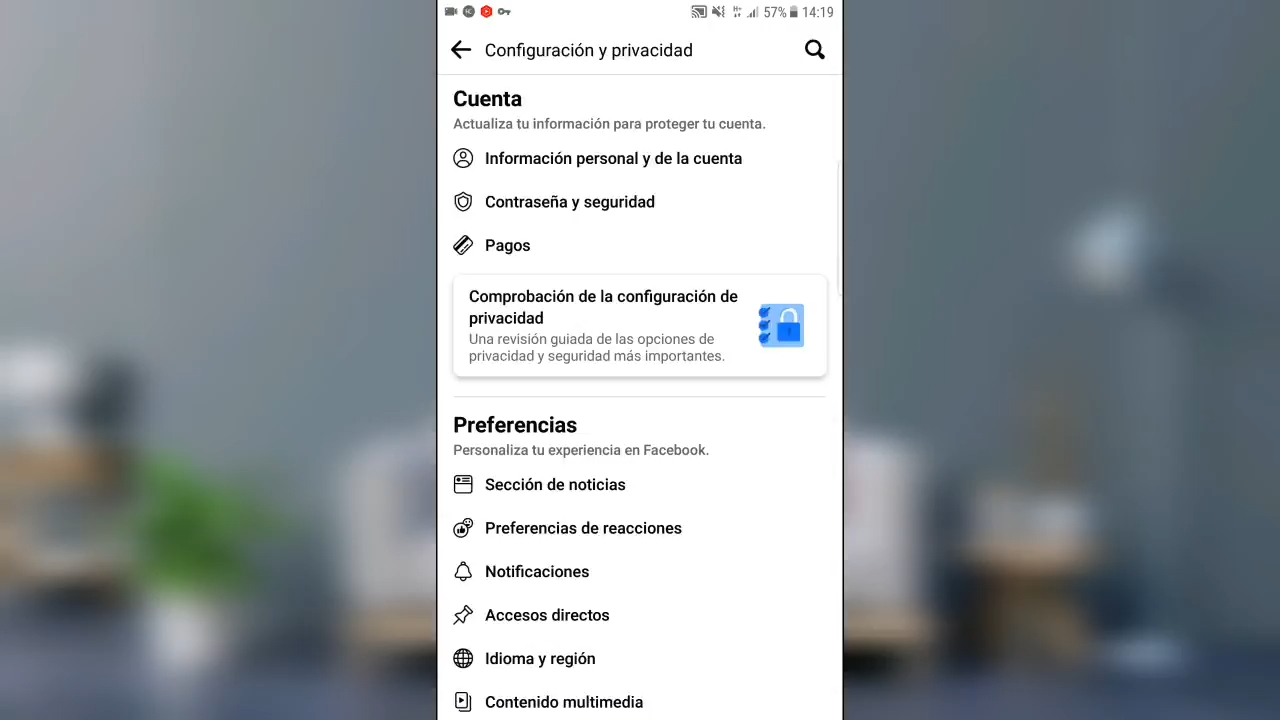 57% 14:19
Configuración y privacidad
Cuenta
Actualiza tu información para proteger tu cuenta.
Información personal y de la cuenta
Contraseña y seguridad
Pagos
Comprobación de la configuración de
privacidad
Una revisión guiada de las opciones de
privacidad y seguridad más importantes.
Preferencias
Personaliza tu experiencia en Facebook.
Sección de noticias
Preferencias de reacciones
Notificaciones
Accesos directos
Idioma y región
Contenido multimedia